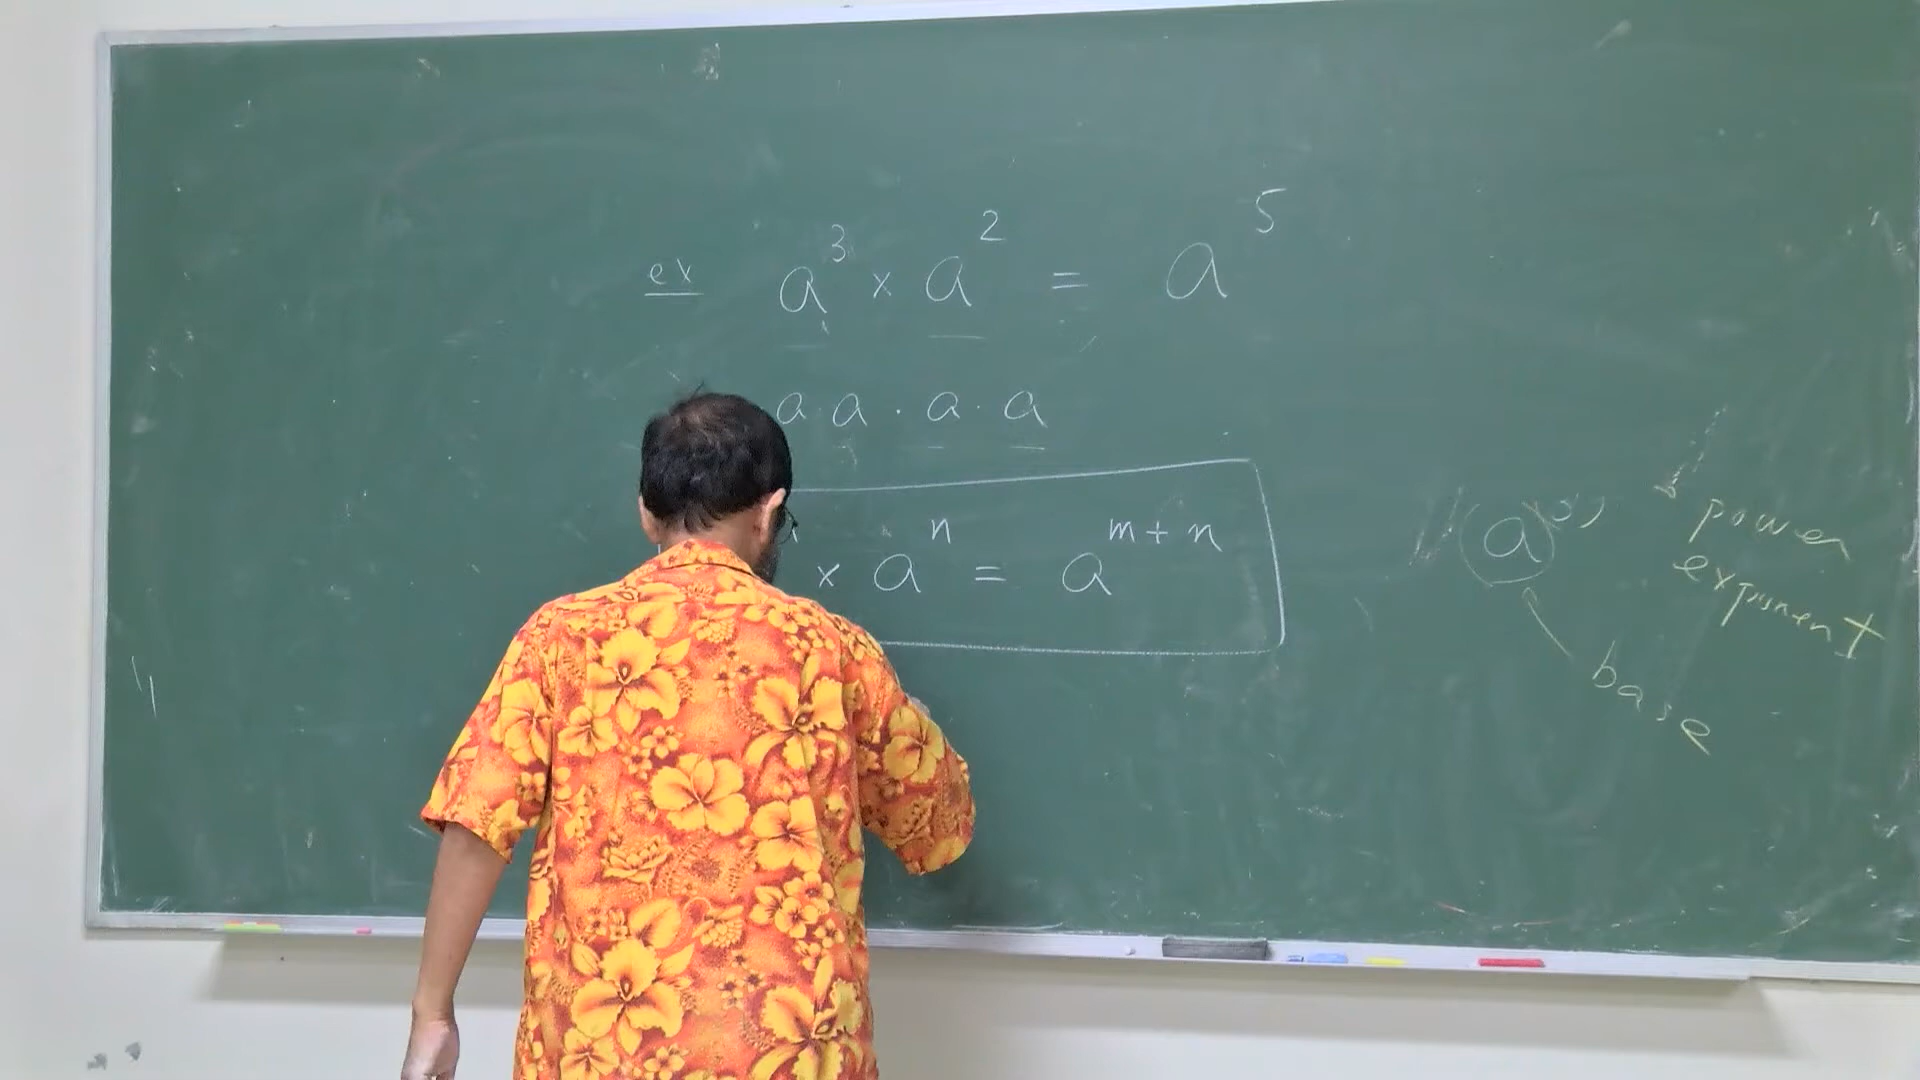 ex a³ × a² = a⁵
a · a · a · a
× aⁿ = aᵐ⁺ⁿ
(a)
power
exponent
base